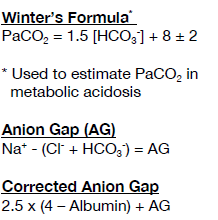 Winter's Formula*
PaCO₂ = 1.5 [HCO₃⁻] + 8 ± 2
* Used to estimate PaCO₂ in
metabolic acidosis
Anion Gap (AG)
Na⁺ - (Cl⁻ + HCO₃⁻) = AG
Corrected Anion Gap
2.5 x (4 – Albumin) + AG